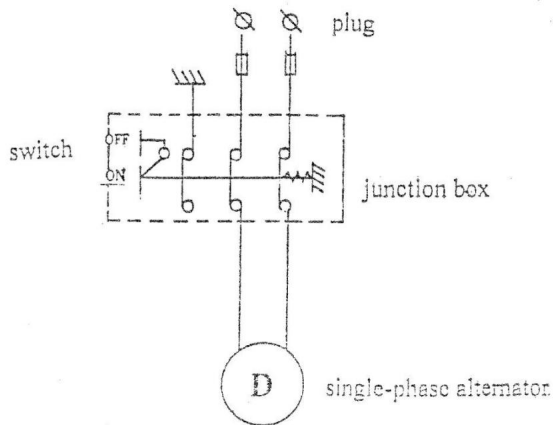 plug
OFF
switch
ON
junction box
D
single-phase alternator